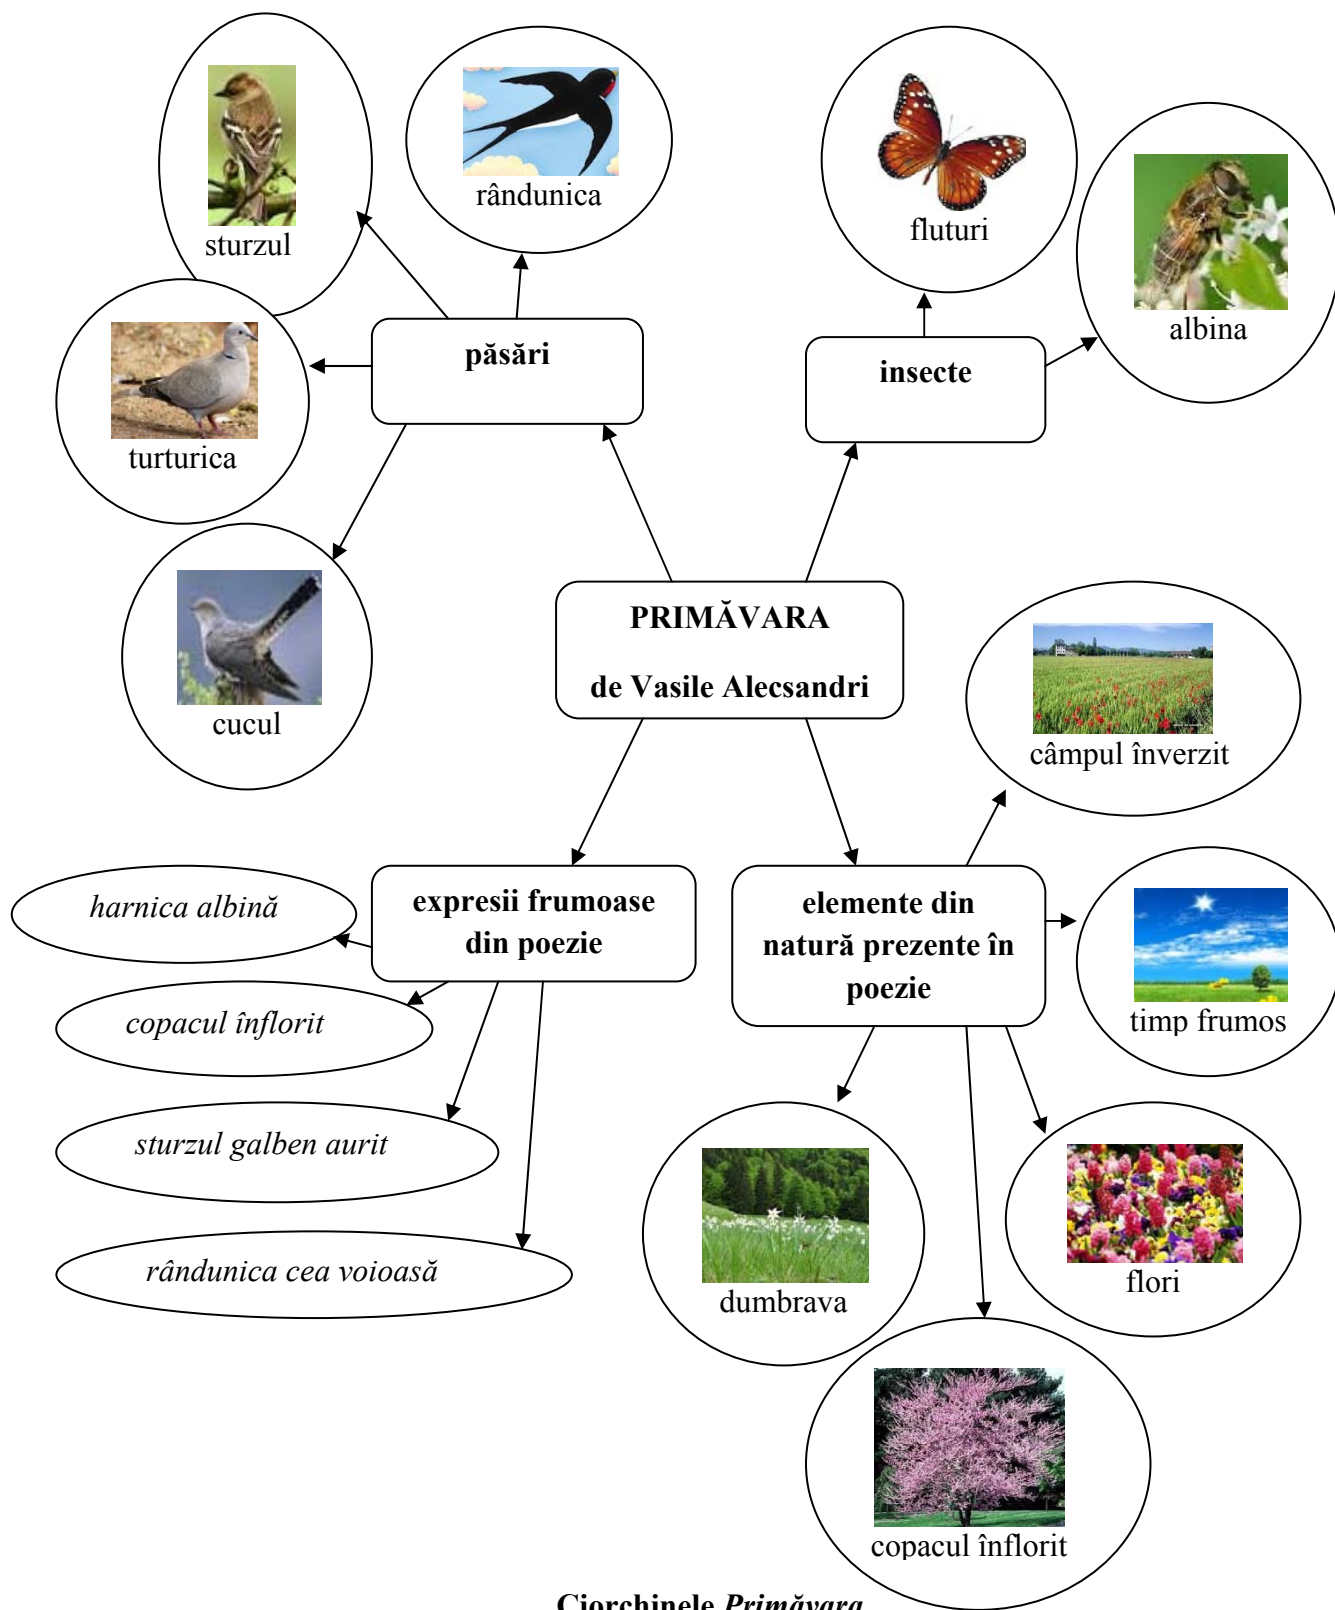 sturzul
rândunica
fluturi
albina
păsări
insecte
turturica
cucul
PRIMĂVARA
de Vasile Alecsandri
câmpul înverzit
expresii frumoase
din poezie
elemente din
natură prezente în
poezie
harnica albină
copacul înflorit
sturzul galben aurit
rândunica cea voioasă
timp frumos
dumbrava
flori
copacul înflorit
Ciorchinele Primăvara